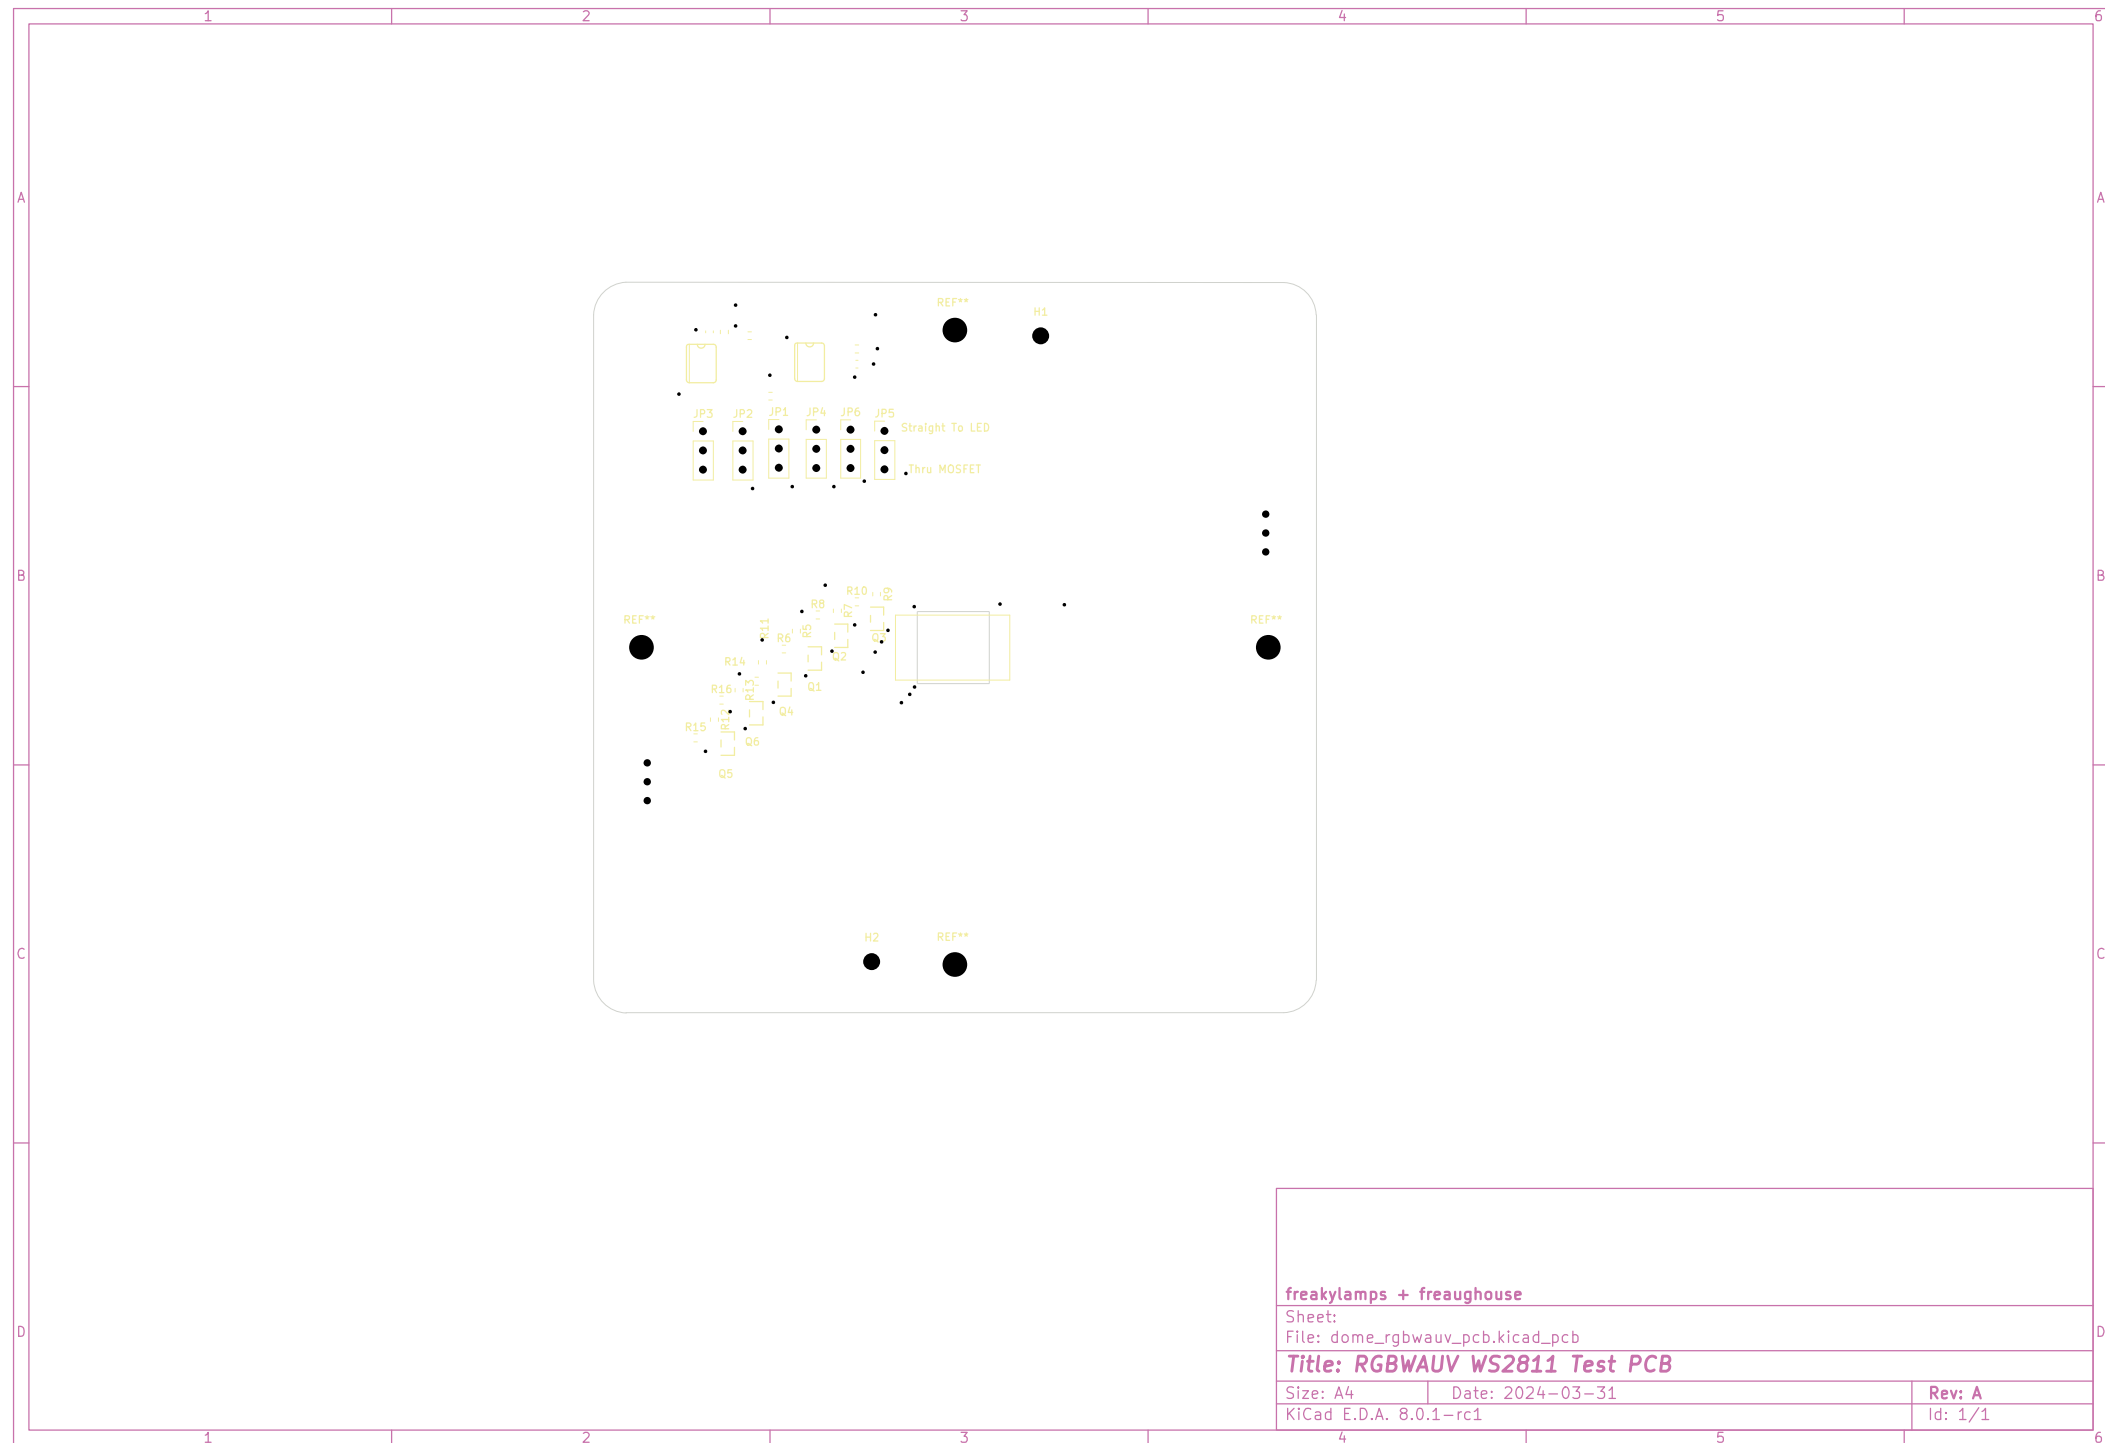 1 2 3 4 5 6
A A
REF**
H1
JP3 JP2 JP1 JP4 JP6 JP5
Straight To LED
Thru MOSFET
B B
R10 R9
R8 R7
REF** REF**
R11 R5 Q3
R6
Q2
R14
R16 R13 Q1
Q4
R15 R12
Q6
Q5
H2 REF**
C C
freakylamps + freaughouse
Sheet:
D D
File: dome_rgbwauv_pcb.kicad_pcb
Title: RGBWAUV WS2811 Test PCB
Size: A4 Date: 2024-03-31 Rev: A
KiCad E.D.A. 8.0.1-rc1 Id: 1/1
1 2 3 4 5 6